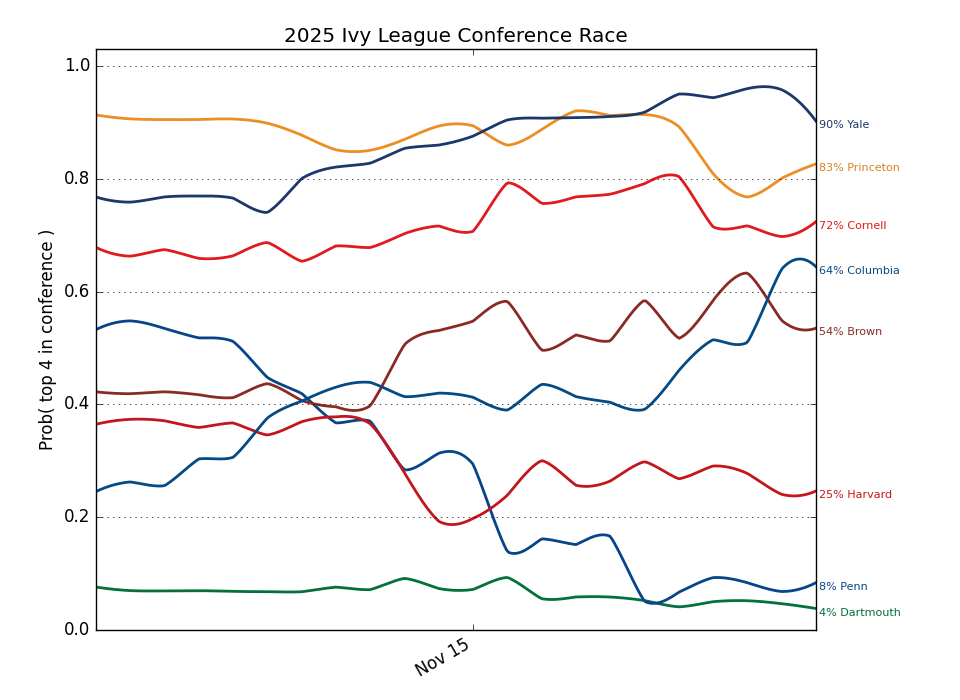 2025 Ivy League Conference Race
1.0
0.8
0.6
0.4
0.2
0.0
Prob( top 4 in conference )
Nov 15
90% Yale
83% Princeton
72% Cornell
64% Columbia
54% Brown
25% Harvard
8% Penn
4% Dartmouth